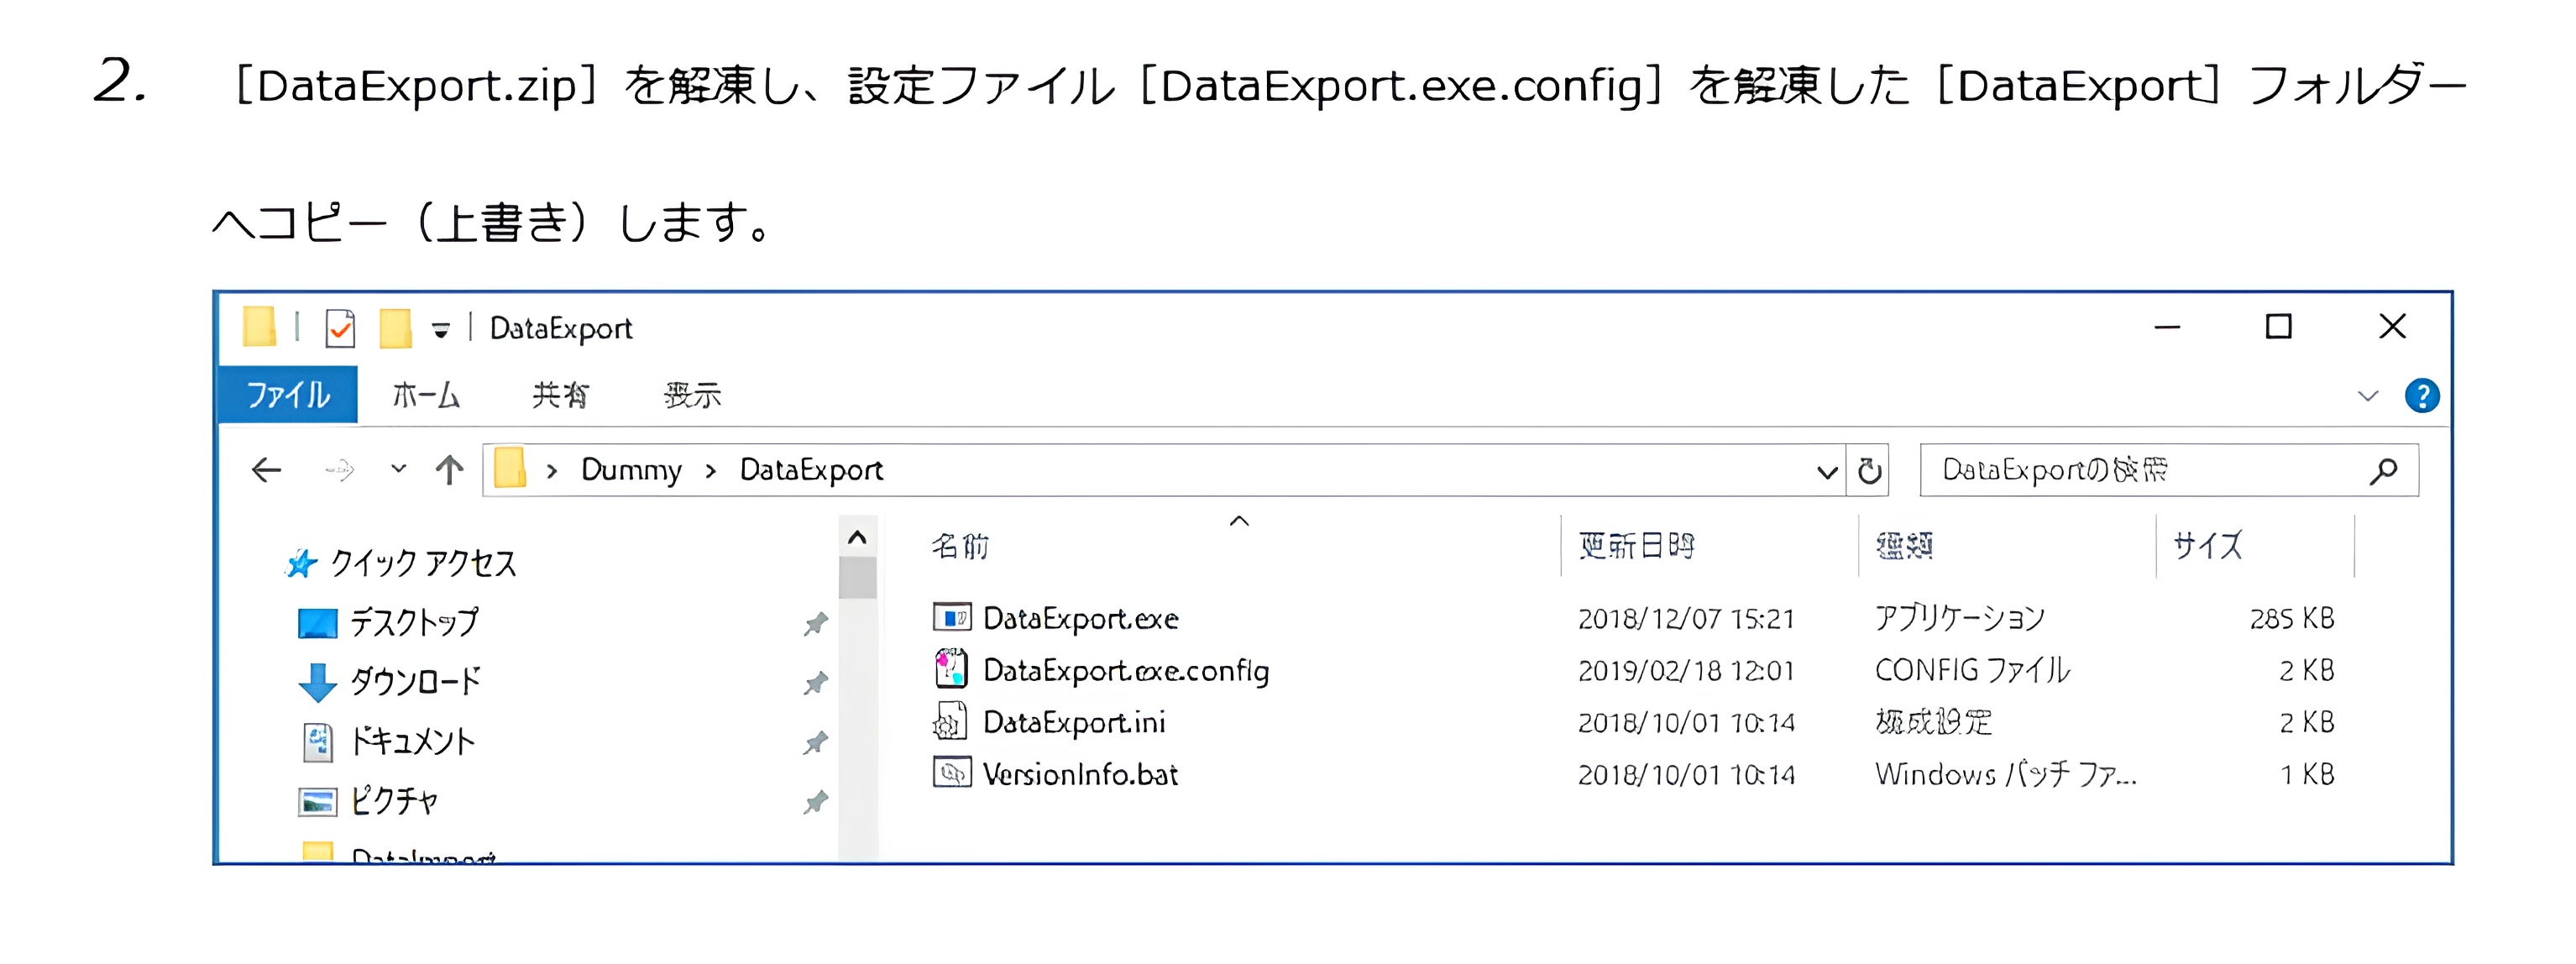 2. [DataExport.zip] を解凍し、設定ファイル [DataExport.exe.config] を解凍した [DataExport] フォルダー
へコピー（上書き）します。
DataExport
ファイル ホーム 共有 表示
Dummy > DataExport DataExportの検索
名前 更新日時 種類 サイズ
クイック アクセス
デスクトップ
ダウンロード
ドキュメント
ピクチャ
DataImport
DataExport.exe 2018/12/07 15:21 アプリケーション 285 KB
DataExport.exe.config 2019/02/18 12:01 CONFIG ファイル 2 KB
DataExport.ini 2018/10/01 10:14 構成設定 2 KB
VersionInfo.bat 2018/10/01 10:14 Windows バッチ ファ... 1 KB